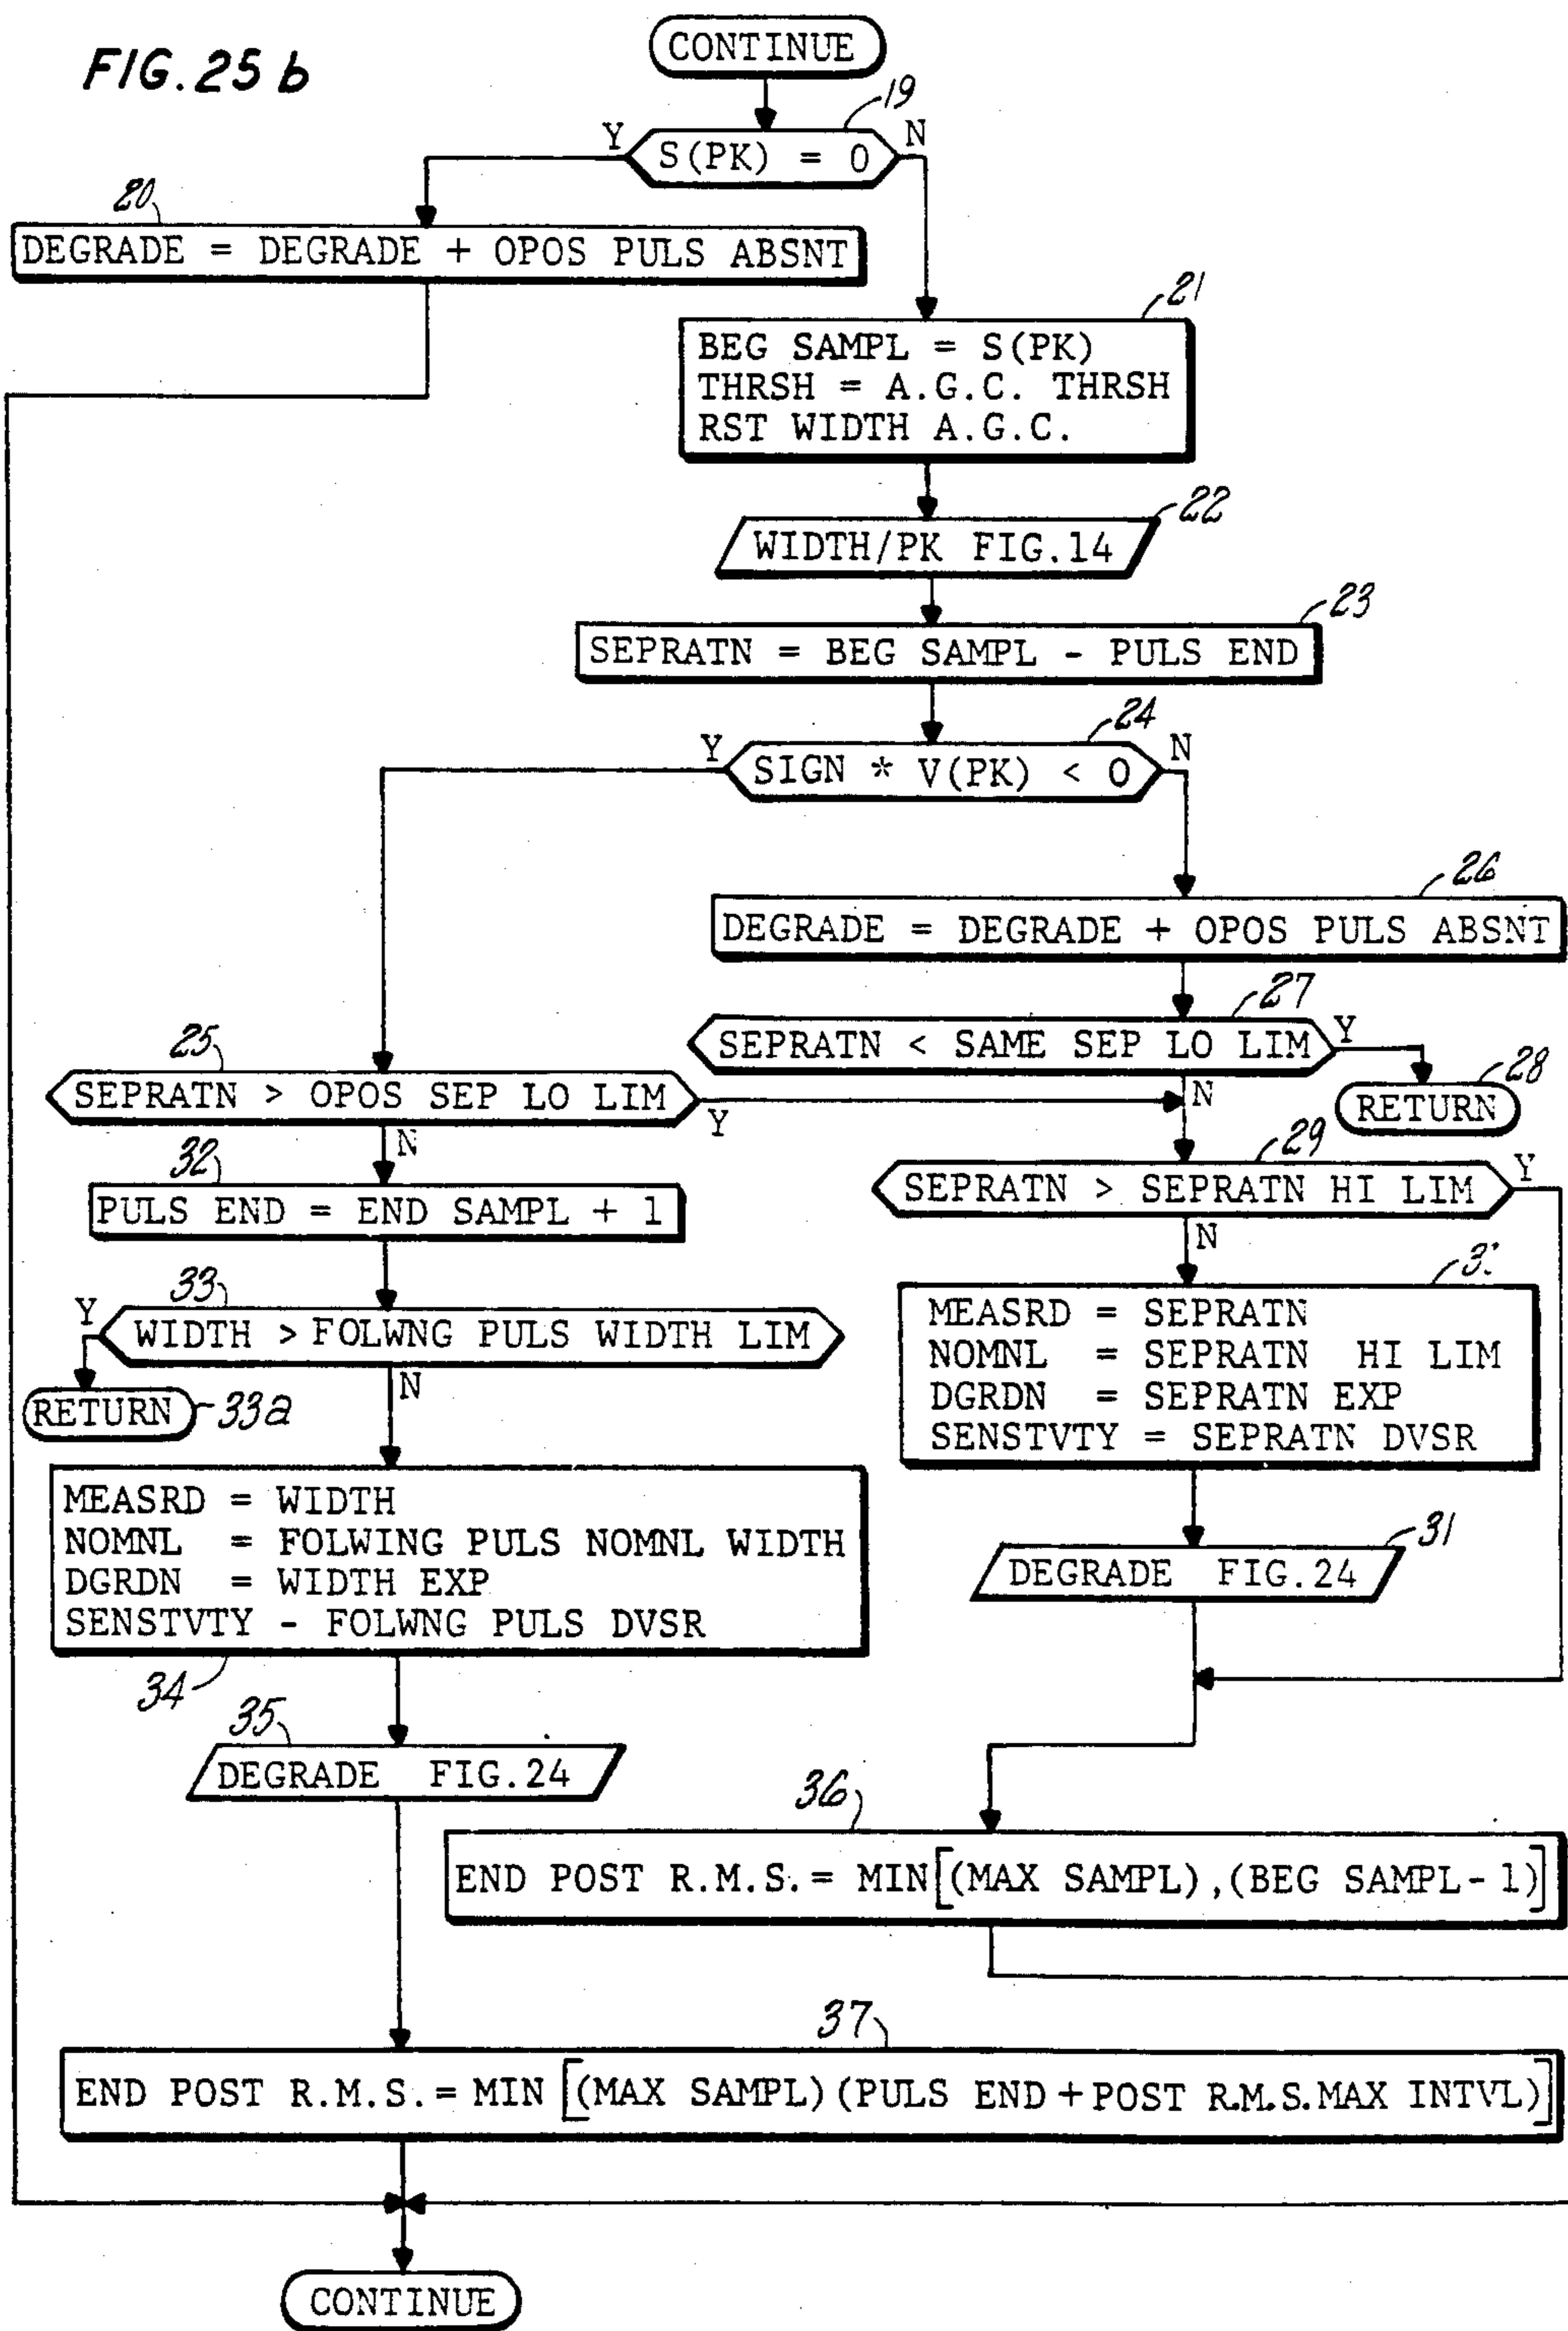 FIG. 25 b
CONTINUE
19
Y
N
S(PK) = 0
20
DEGRADE = DEGRADE + OPOS PULS ABSNT
21
BEG SAMPL = S(PK)
THRSH = A.G.C. THRSH
RST WIDTH A.G.C.
22
WIDTH/PK FIG.14
23
SEPRATN = BEG SAMPL - PULS END
24
Y
N
SIGN * V(PK) < 0
26
DEGRADE = DEGRADE + OPOS PULS ABSNT
27
SEPRATN < SAME SEP LO LIM
Y
N
28
RETURN
25
SEPRATN > OPOS SEP LO LIM
Y
N
29
SEPRATN > SEPRATN HI LIM
Y
N
32
PULS END = END SAMPL + 1
33
Y
WIDTH > FOLWNG PULS WIDTH LIM
N
RETURN
33a
MEASRD = SEPRATN
NOMNL = SEPRATN HI LIM
DGRDN = SEPRATN EXP
SENSTVTY = SEPRATN DVSR
MEASRD = WIDTH
NOMNL = FOLWING PULS NOMNL WIDTH
DGRDN = WIDTH EXP
SENSTVTY - FOLWNG PULS DVSR
34
31
DEGRADE FIG.24
35
DEGRADE FIG.24
36
END POST R.M.S. = MIN[(MAX SAMPL),(BEG SAMPL-1)]
37
END POST R.M.S. = MIN [(MAX SAMPL)(PULS END+POST R.M.S.MAX INTVL)]
CONTINUE